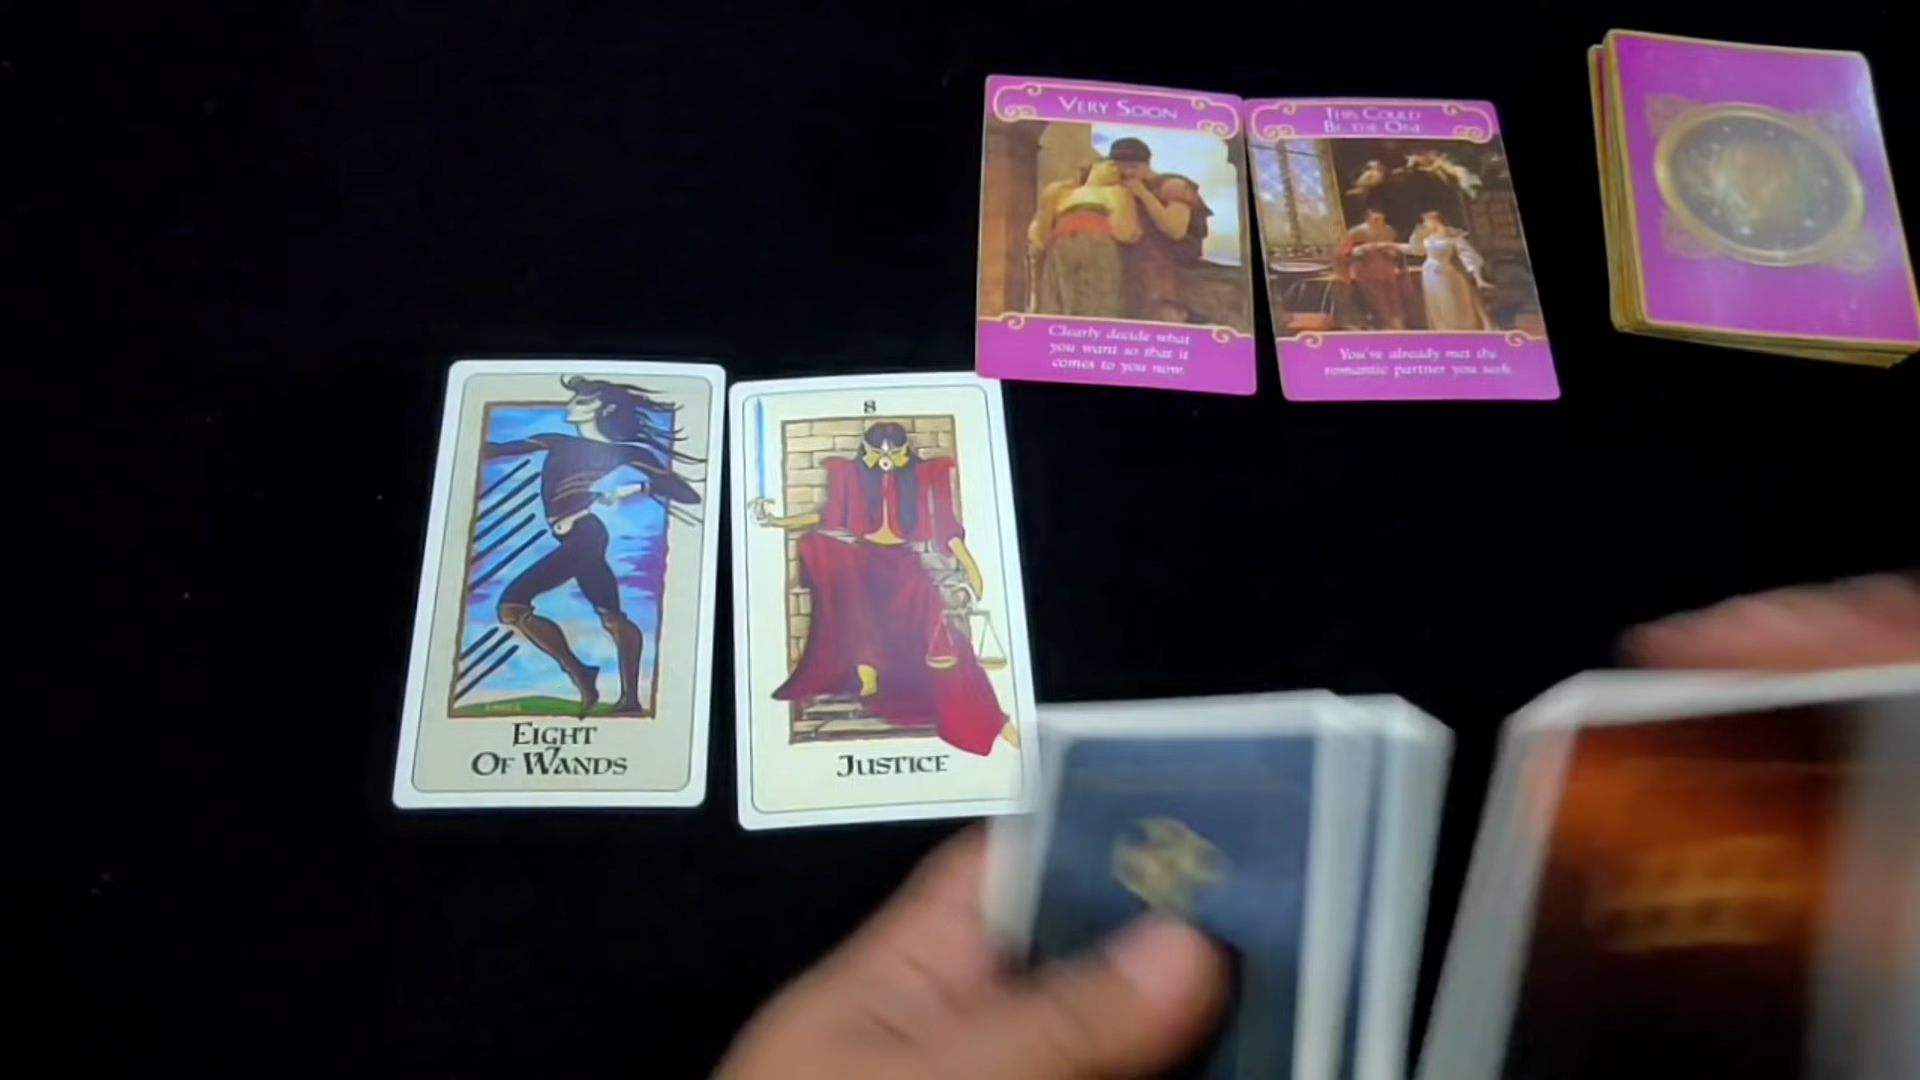 VERY SOON
Clearly decide what
you want so that it
comes to you now.
THIS COULD
BE THE ONE
You've already met the
romantic partner you seek.
EIGHT
OF WANDS
8
JUSTICE